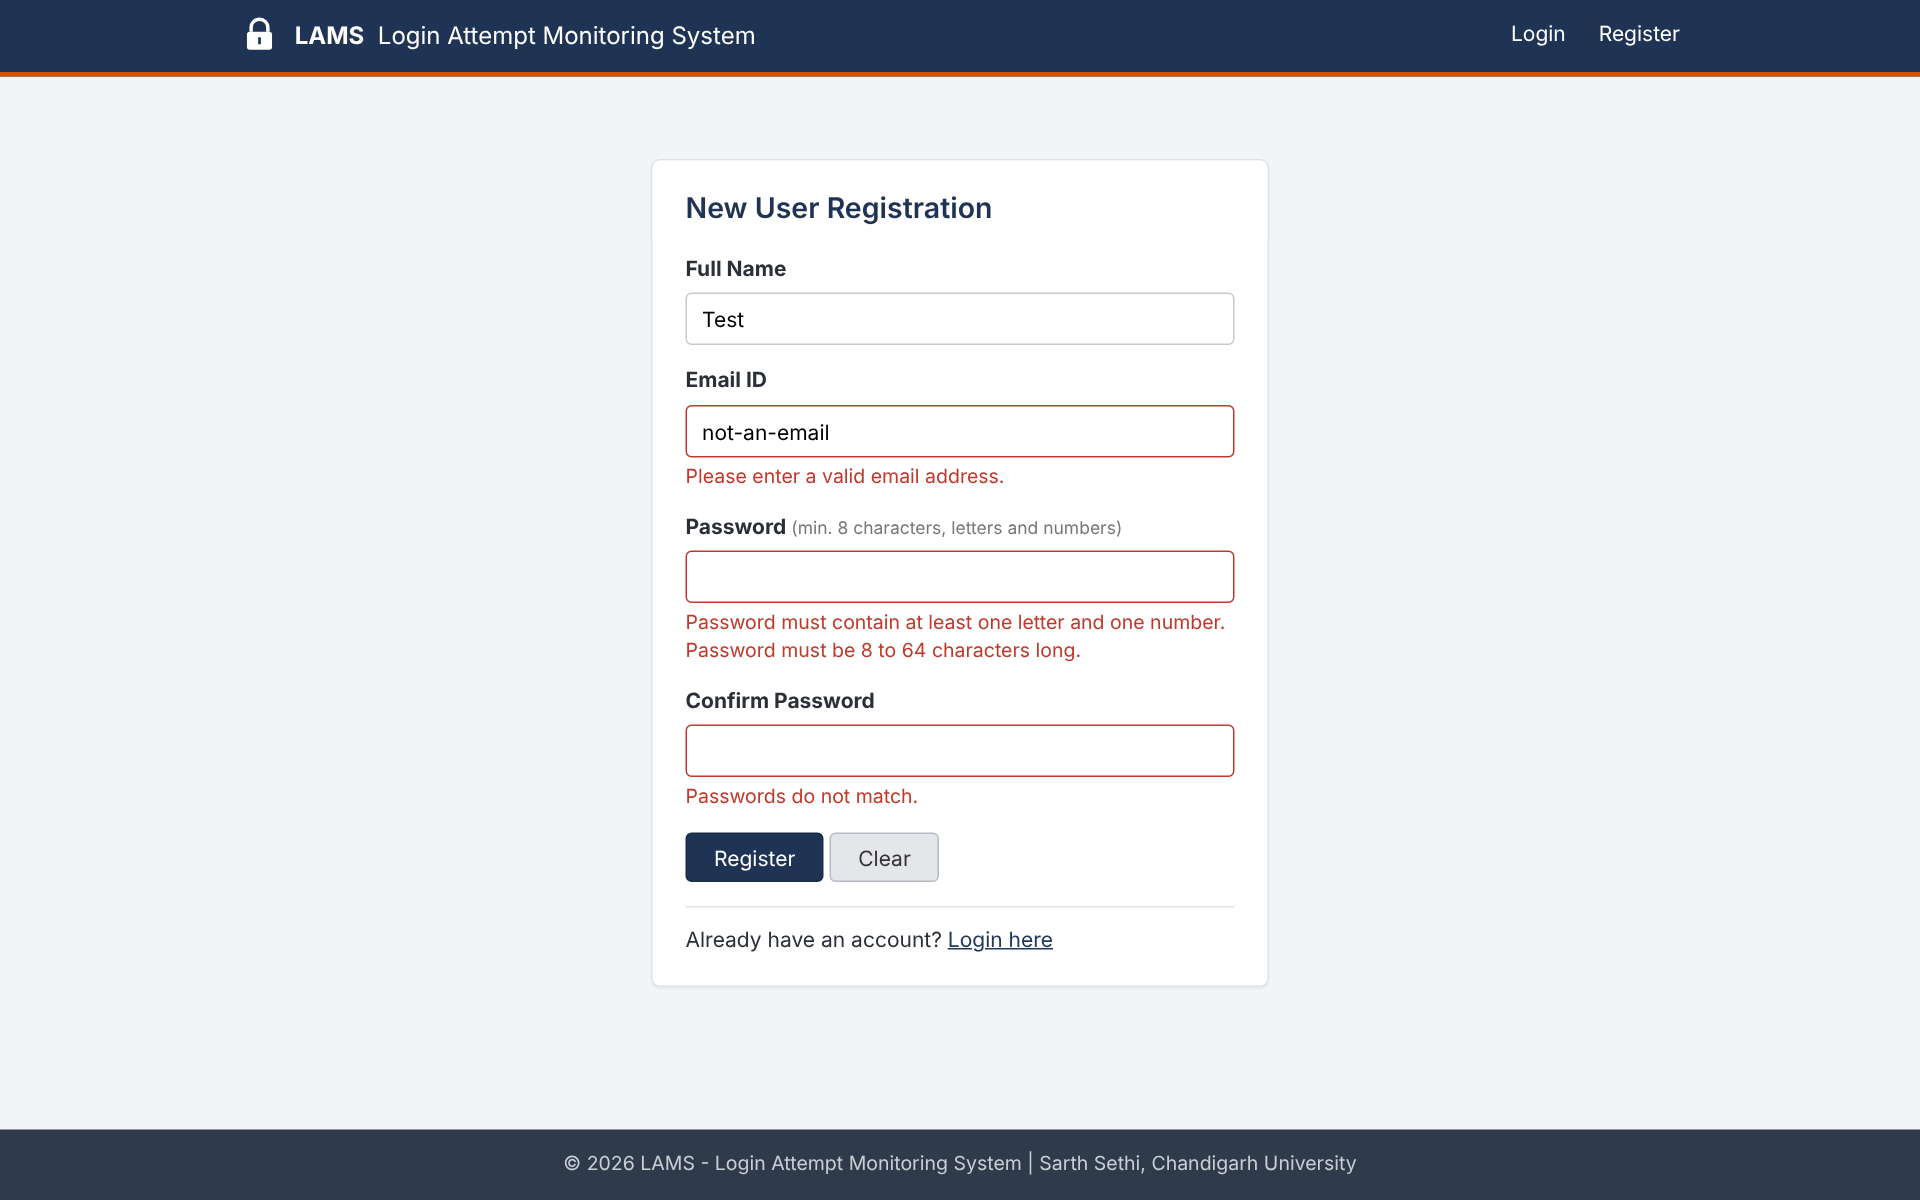 LAMS Login Attempt Monitoring System
Login Register
New User Registration
Full Name
Test
Email ID
not-an-email
Please enter a valid email address.
Password (min. 8 characters, letters and numbers)
Password must contain at least one letter and one number.
Password must be 8 to 64 characters long.
Confirm Password
Passwords do not match.
Register Clear
Already have an account? Login here
© 2026 LAMS - Login Attempt Monitoring System | Sarth Sethi, Chandigarh University